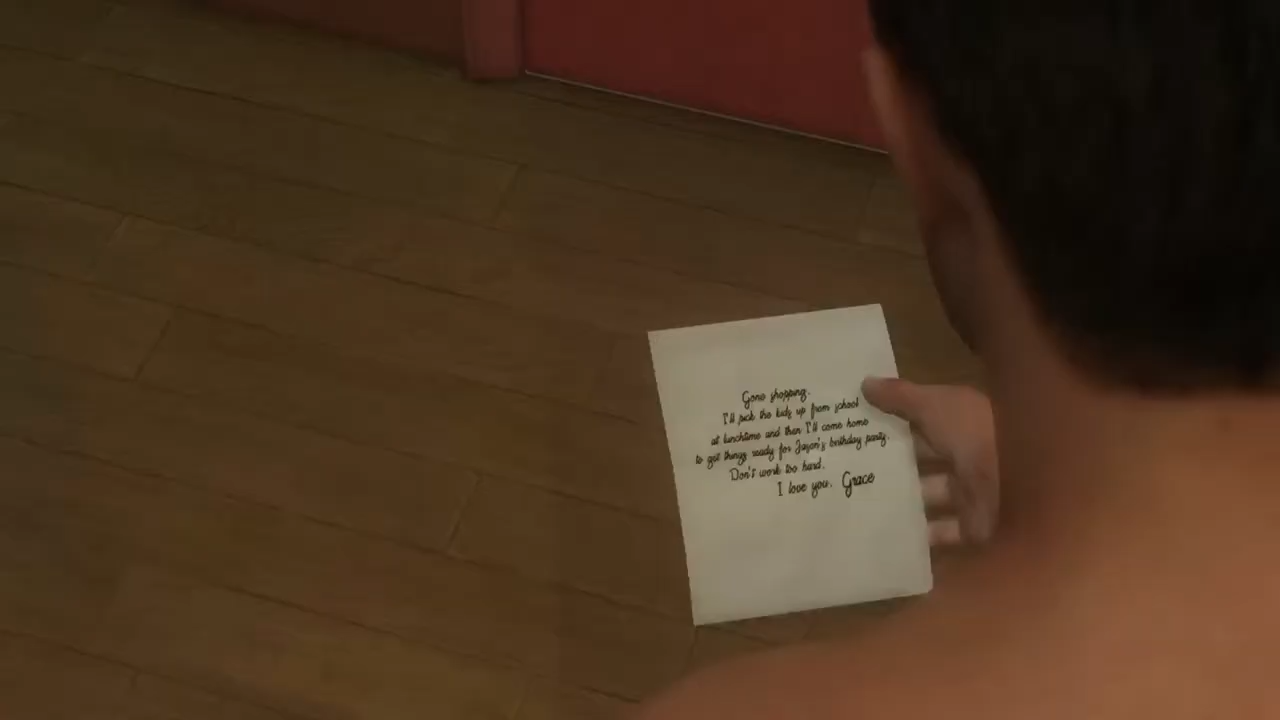 Gone shopping.
I'll pick the kids up from school
at lunchtime and then I'll come home
to get things ready for Jason's birthday party.
Don't work too hard.
I love you, Grace